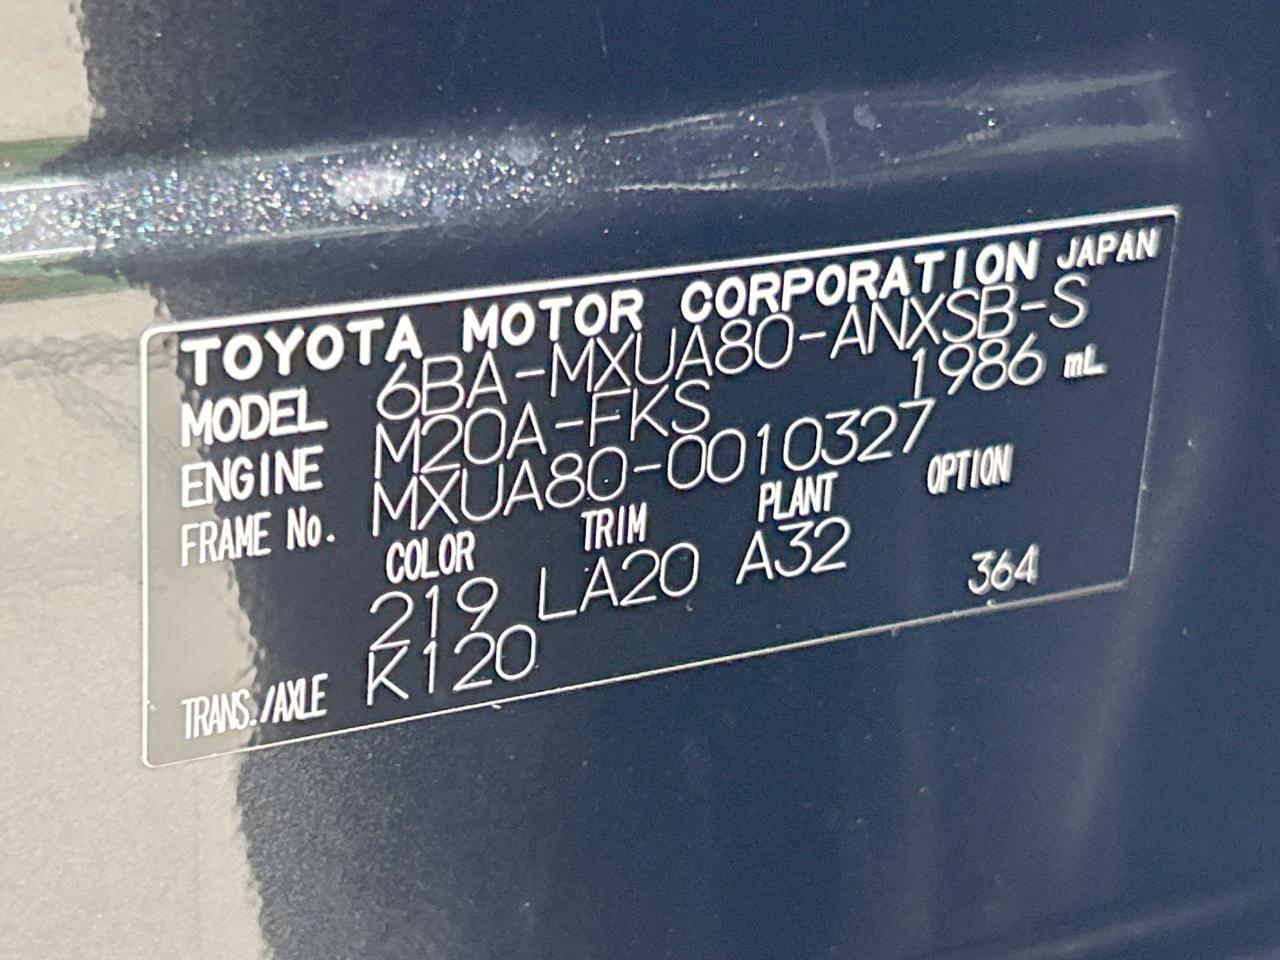 TOYOTA MOTOR CORPORATION JAPAN
MODEL 6BA-MXUA80-ANXSB-S
ENGINE M20A-FKS 1986 mL
FRAME No. MXUA80-0010327
COLOR TRIM PLANT OPTION
219 LA20 A32 364
TRANS./AXLE K120